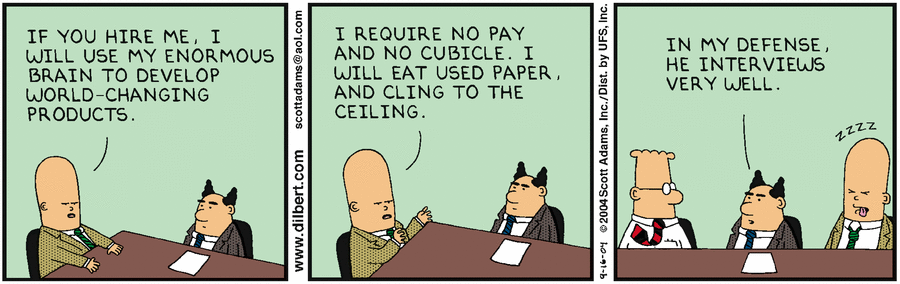 IF YOU HIRE ME, I
WILL USE MY ENORMOUS
BRAIN TO DEVELOP
WORLD-CHANGING
PRODUCTS.
www.dilbert.com scottadams@aol.com
I REQUIRE NO PAY
AND NO CUBICLE. I
WILL EAT USED PAPER,
AND CLING TO THE
CEILING.
9-16-04 © 2004 Scott Adams, Inc./Dist. by UFS, Inc.
IN MY DEFENSE,
HE INTERVIEWS
VERY WELL.
ZZZZ